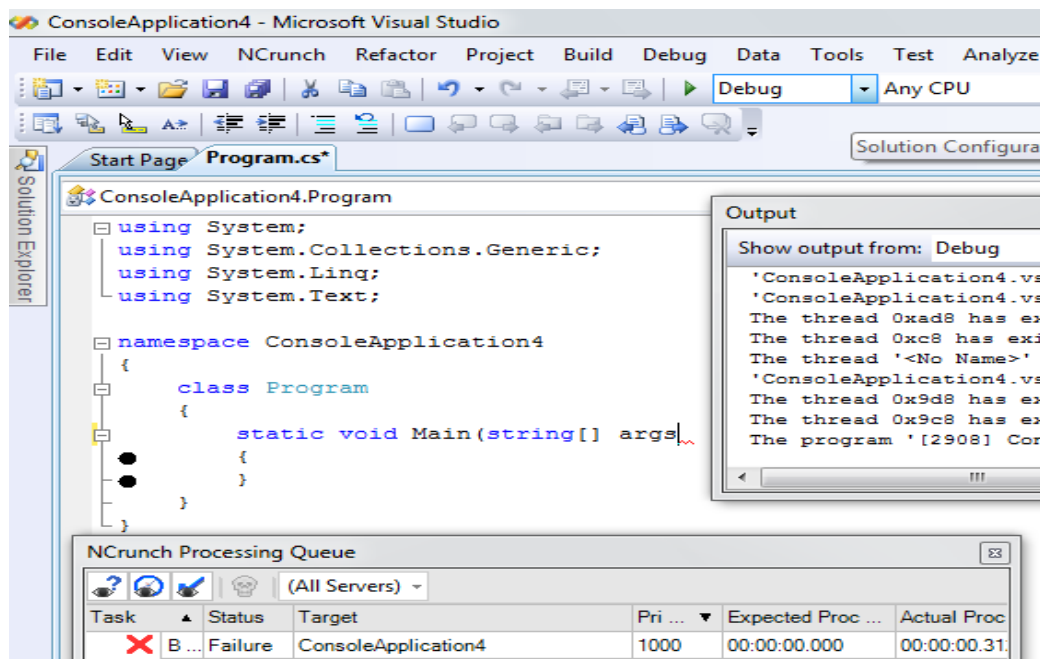 ConsoleApplication4 - Microsoft Visual Studio
File Edit View NCrunch Refactor Project Build Debug Data Tools Test Analyze
Debug Any CPU
Start Page Program.cs*
Solution Configura
Solution Explorer
ConsoleApplication4.Program
using System;
using System.Collections.Generic;
using System.Linq;
using System.Text;
namespace ConsoleApplication4
{
class Program
{
static void Main(string[] args
{
}
}
}
Output
Show output from: Debug
'ConsoleApplication4.vs
'ConsoleApplication4.vs
The thread 0xad8 has ex
The thread 0xc8 has exi
The thread '<No Name>'
'ConsoleApplication4.vs
The thread 0x9d8 has ex
The thread 0x9c8 has ex
The program '[2908] Con
NCrunch Processing Queue
(All Servers)
Task Status Target Pri ... Expected Proc ... Actual Proc
B ... Failure ConsoleApplication4 1000 00:00:00.000 00:00:00.31